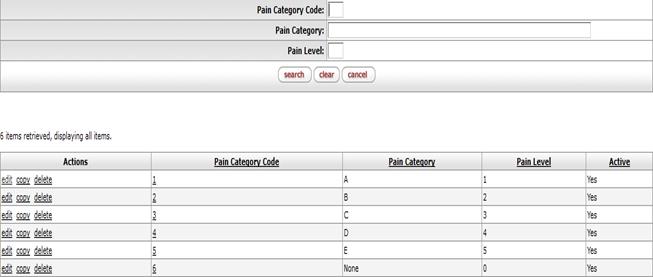 Pain Category Code:
Pain Category:
Pain Level:
search clear cancel
6 items retrieved, displaying all items.
Actions Pain Category Code Pain Category Pain Level Active
edit copy delete 1 A 1 Yes
edit copy delete 2 B 2 Yes
edit copy delete 3 C 3 Yes
edit copy delete 4 D 4 Yes
edit copy delete 5 E 5 Yes
edit copy delete 6 None 0 Yes